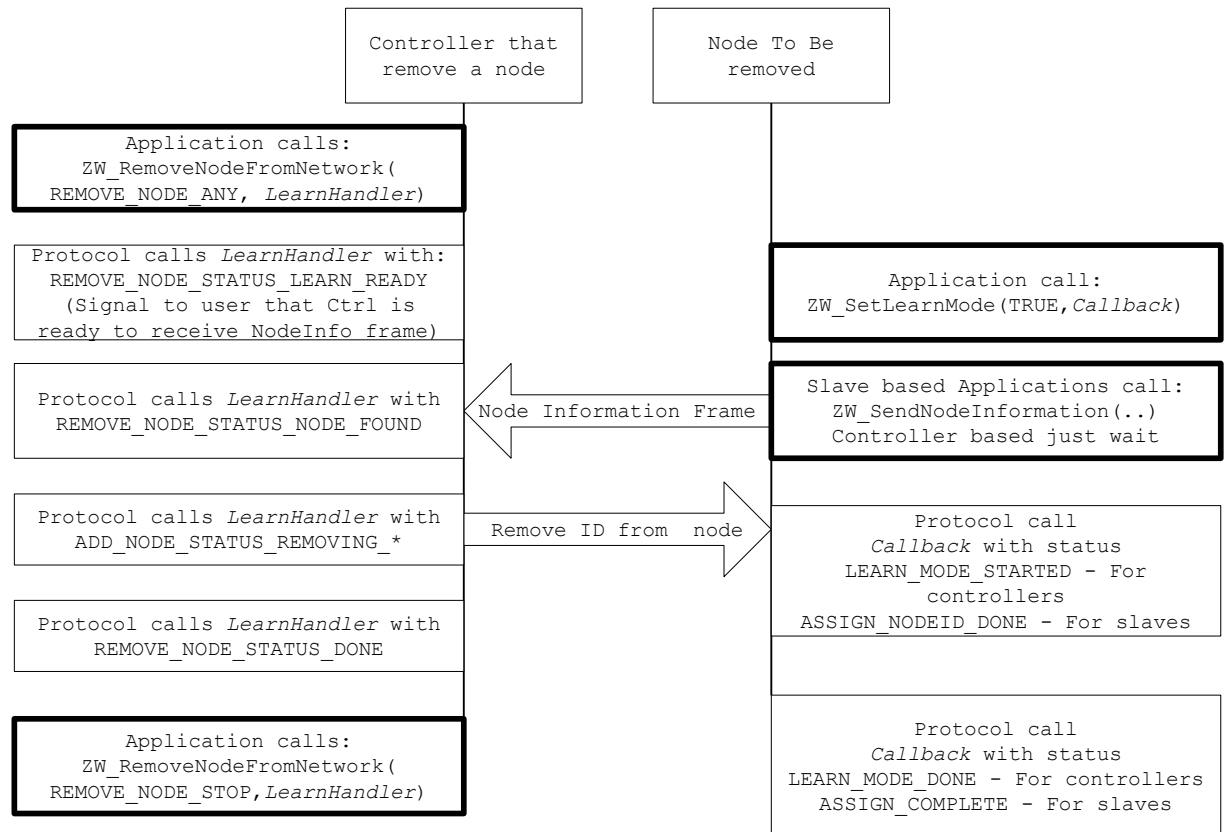 Controller that
remove a node
Node To Be
removed
Application calls:
ZW_RemoveNodeFromNetwork(
REMOVE_NODE_ANY, LearnHandler)
Protocol calls LearnHandler with:
REMOVE_NODE_STATUS_LEARN_READY
(Signal to user that Ctrl is
ready to receive NodeInfo frame)
Application call:
ZW_SetLearnMode(TRUE,Callback)
Protocol calls LearnHandler with
REMOVE_NODE_STATUS_NODE_FOUND
Node Information Frame
Slave based Applications call:
ZW_SendNodeInformation(..)
Controller based just wait
Protocol calls LearnHandler with
ADD_NODE_STATUS_REMOVING_*
Remove ID from node
Protocol call
Callback with status
LEARN_MODE_STARTED - For
controllers
ASSIGN_NODEID_DONE - For slaves
Protocol calls LearnHandler with
REMOVE_NODE_STATUS_DONE
Application calls:
ZW_RemoveNodeFromNetwork(
REMOVE_NODE_STOP,LearnHandler)
Protocol call
Callback with status
LEARN_MODE_DONE - For controllers
ASSIGN_COMPLETE - For slaves